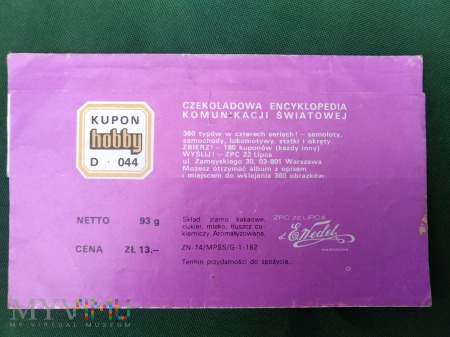 KUPON
hobby
D · 044
CZEKOLADOWA ENCYKLOPEDIA
KOMUNIKACJI ŚWIATOWEJ
360 typów w czterech seriach! – samoloty,
samochody, lokomotywy, statki i okręty.
ZBIERZ! – 180 kuponów (każdy inny)
WYŚLIJ! – ZPC 22 Lipca
ul. Zamoyskiego 30, 03-801 Warszawa
Możesz otrzymać album z opisem
i miejscem do wklejania 360 obrazków.
NETTO 93 g
CENA ZŁ 13.–
Skład: ziarno kakaowe,
cukier, mleko, tłuszcz cu-
kierniczy. Aromatyzowana.
ZN-74/MPSS/G-1-182
Termin przydatności do spożycia...
ZPC 22 LIPCA
d. E.Wedel
WARSZAWA
MYVIMU
MY VIRTUAL MUSEUM